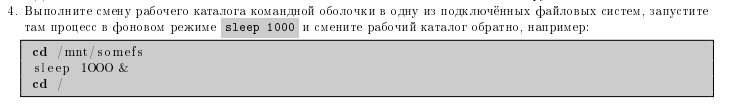 4. Выполните смену рабочего каталога командной оболочки в одну из подключённых файловых систем, запустите
там процесс в фоновом режиме sleep 1000 и смените рабочий каталог обратно, например:
cd /mnt/somefs
sleep 1000 &
cd /